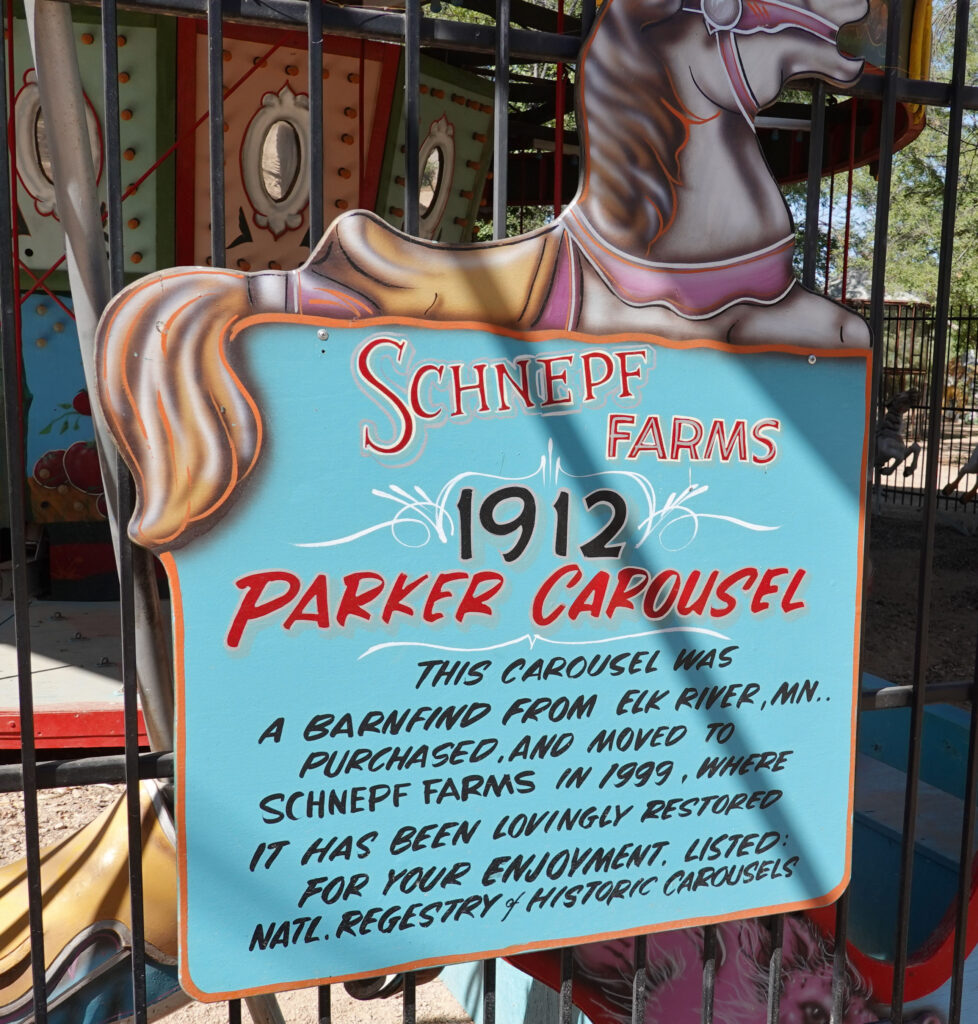 SCHNEPF
FARMS
1912
PARKER CAROUSEL
THIS CAROUSEL WAS
A BARNFIND FROM ELK RIVER, MN..
PURCHASED, AND MOVED TO
SCHNEPF FARMS IN 1999, WHERE
IT HAS BEEN LOVINGLY RESTORED
FOR YOUR ENJOYMENT. LISTED:
NATL. REGESTRY of HISTORIC CAROUSELS